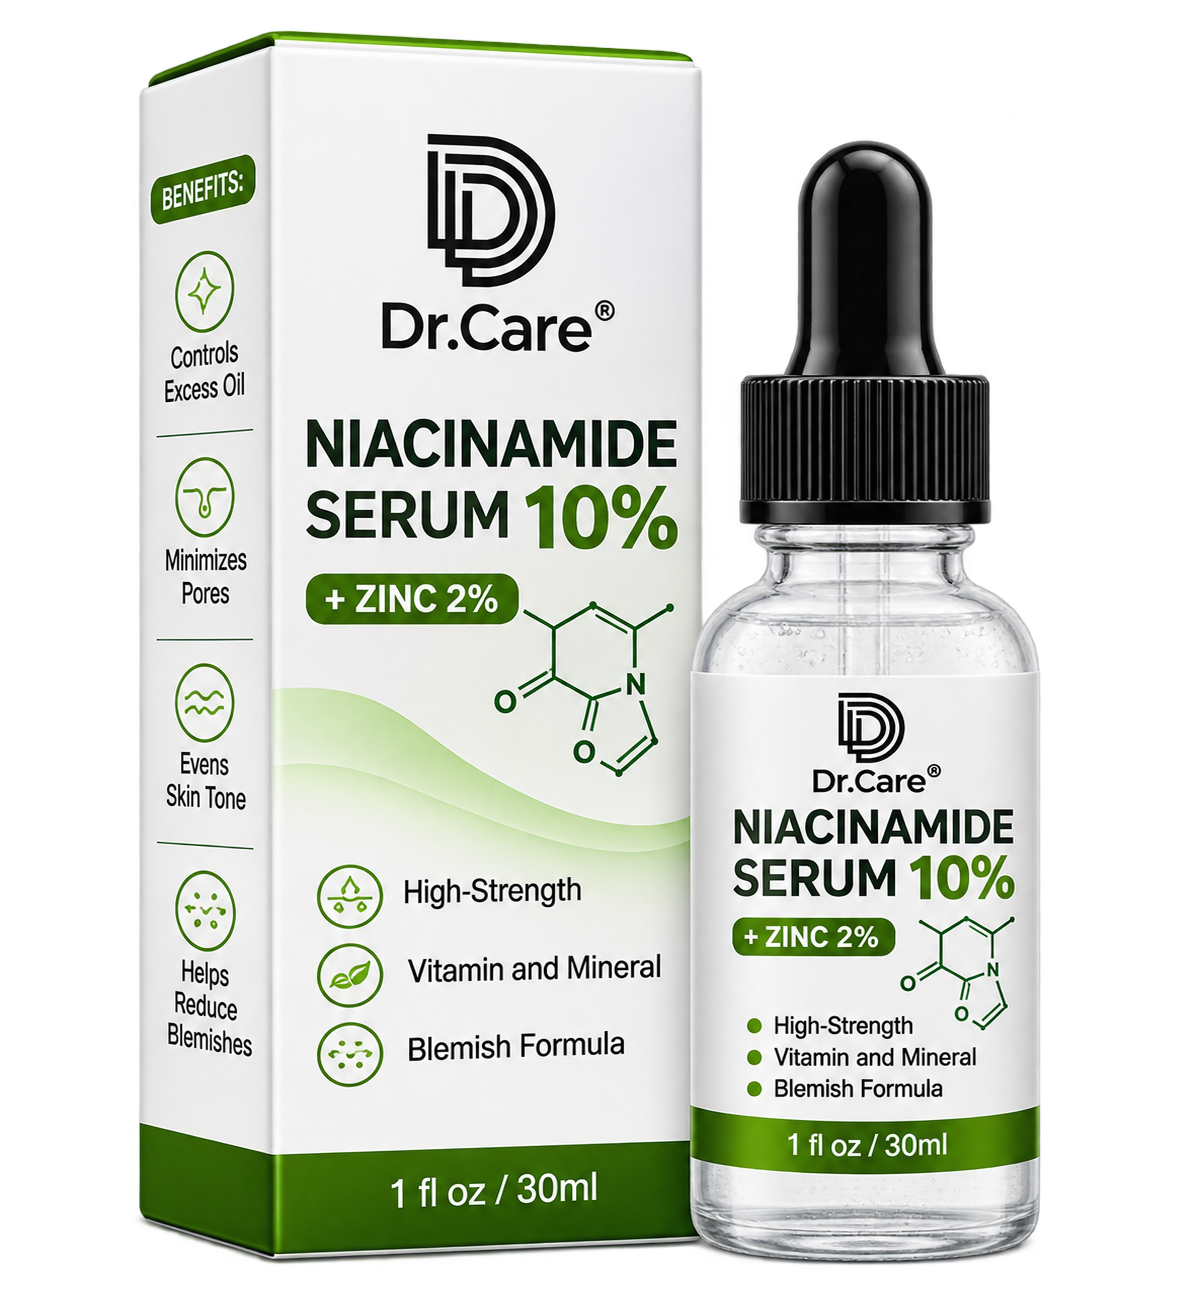 BENEFITS:
Controls
Excess Oil
Minimizes
Pores
Evens
Skin Tone
Helps
Reduce
Blemishes
Dr.Care®
NIACINAMIDE
SERUM 10%
+ ZINC 2%
O
N
O
High-Strength
Vitamin and Mineral
Blemish Formula
1 fl oz / 30ml
Dr.Care®
NIACINAMIDE
SERUM 10%
+ ZINC 2%
O
N
O
High-Strength
Vitamin and Mineral
Blemish Formula
1 fl oz / 30ml